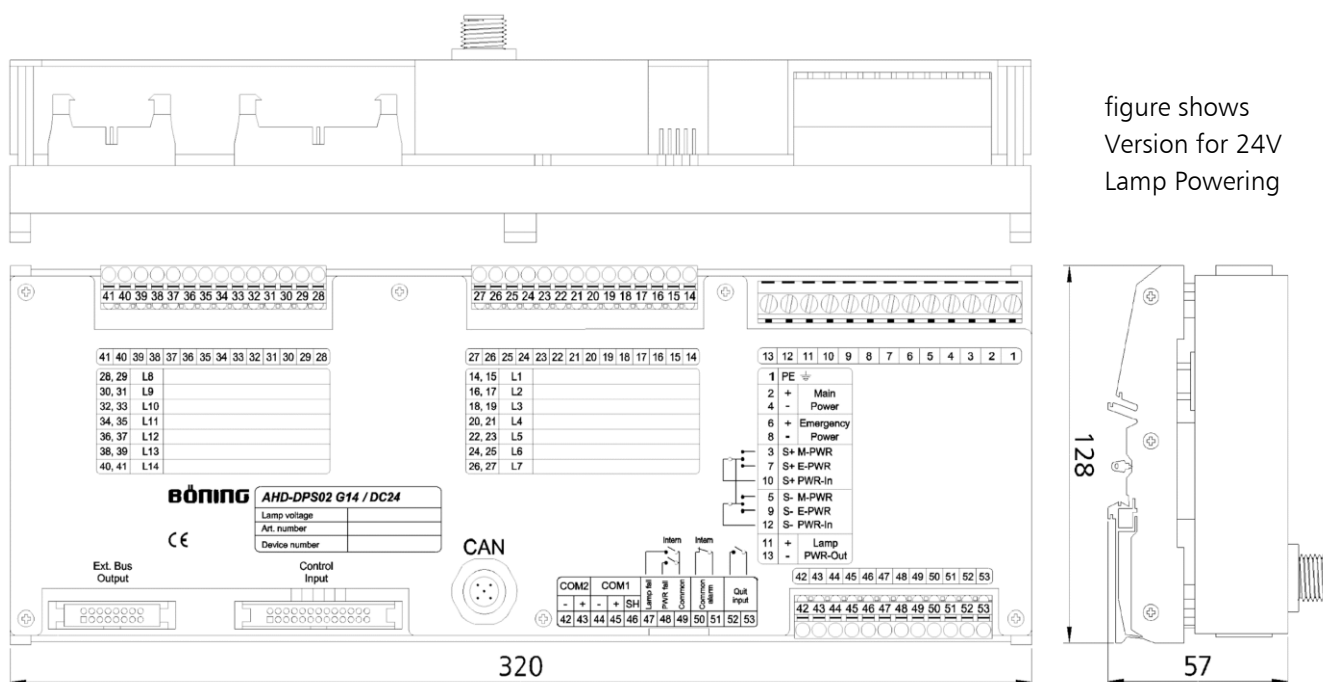 figure shows
Version for 24V
Lamp Powering
41 40 39 38 37 36 35 34 33 32 31 30 29 28
27 26 25 24 23 22 21 20 19 18 17 16 15 14
41 40 39 38 37 36 35 34 33 32 31 30 29 28
28, 29 L8
30, 31 L9
32, 33 L10
34, 35 L11
36, 37 L12
38, 39 L13
40, 41 L14
27 26 25 24 23 22 21 20 19 18 17 16 15 14
14, 15 L1
16, 17 L2
18, 19 L3
20, 21 L4
22, 23 L5
24, 25 L6
26, 27 L7
13 12 11 10 9 8 7 6 5 4 3 2 1
1 PE
2 + Main
4 - Power
6 + Emergency
8 - Power
3 S+ M-PWR
7 S+ E-PWR
10 S+ PWR-In
5 S- M-PWR
9 S- E-PWR
12 S- PWR-In
11 + Lamp
13 - PWR-Out
BÖNING
AHD-DPS02 G14 / DC24
Lamp voltage
Art. number
Device number
CE
Ext. Bus
Output
Control
Input
CAN
Intern Intern
COM2 COM1
- + - + SH
Lamp fail
PWR fail
Common
Common
alarm
Quit
input
42 43 44 45 46 47 48 49 50 51 52 53
42 43 44 45 46 47 48 49 50 51 52 53
42 43 44 45 46 47 48 49 50 51 52 53
320
128
57